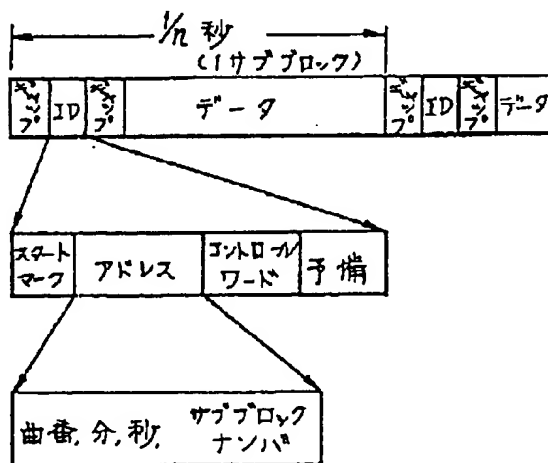 1/n 秒
(1サブブロック)
ギャップ
ID
ギャップ
データ
ギャップ
ID
ギャップ
データ
スタート
マーク
アドレス
コントロール
ワード
予備
曲番,分,秒,
サブブロック
ナンバ